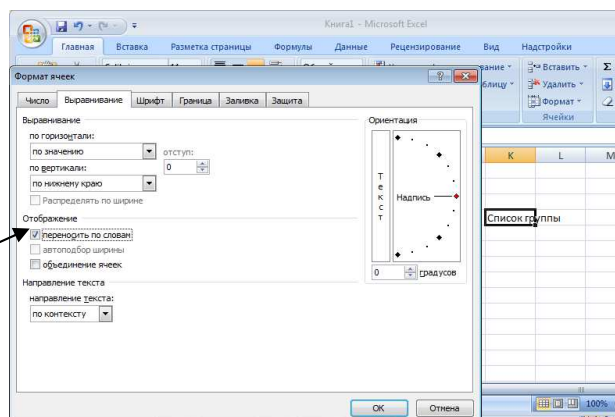 Книга1 - Microsoft Excel
Главная Вставка Разметка страницы Формулы Данные Рецензирование Вид Надстройки
Вставить
Удалить
Формат
Ячейки
Формат ячеек
Число Выравнивание Шрифт Граница Заливка Защита
Выравнивание
по горизонтали:
по значению
отступ:
по вертикали:
0
по нижнему краю
Распределять по ширине
Отображение
переносить по словам
автоподбор ширины
объединение ячеек
Направление текста
направление текста:
по контексту
Ориентация
Текст
Надпись
0 градусов
OK Отмена
K L M
Список группы
100%